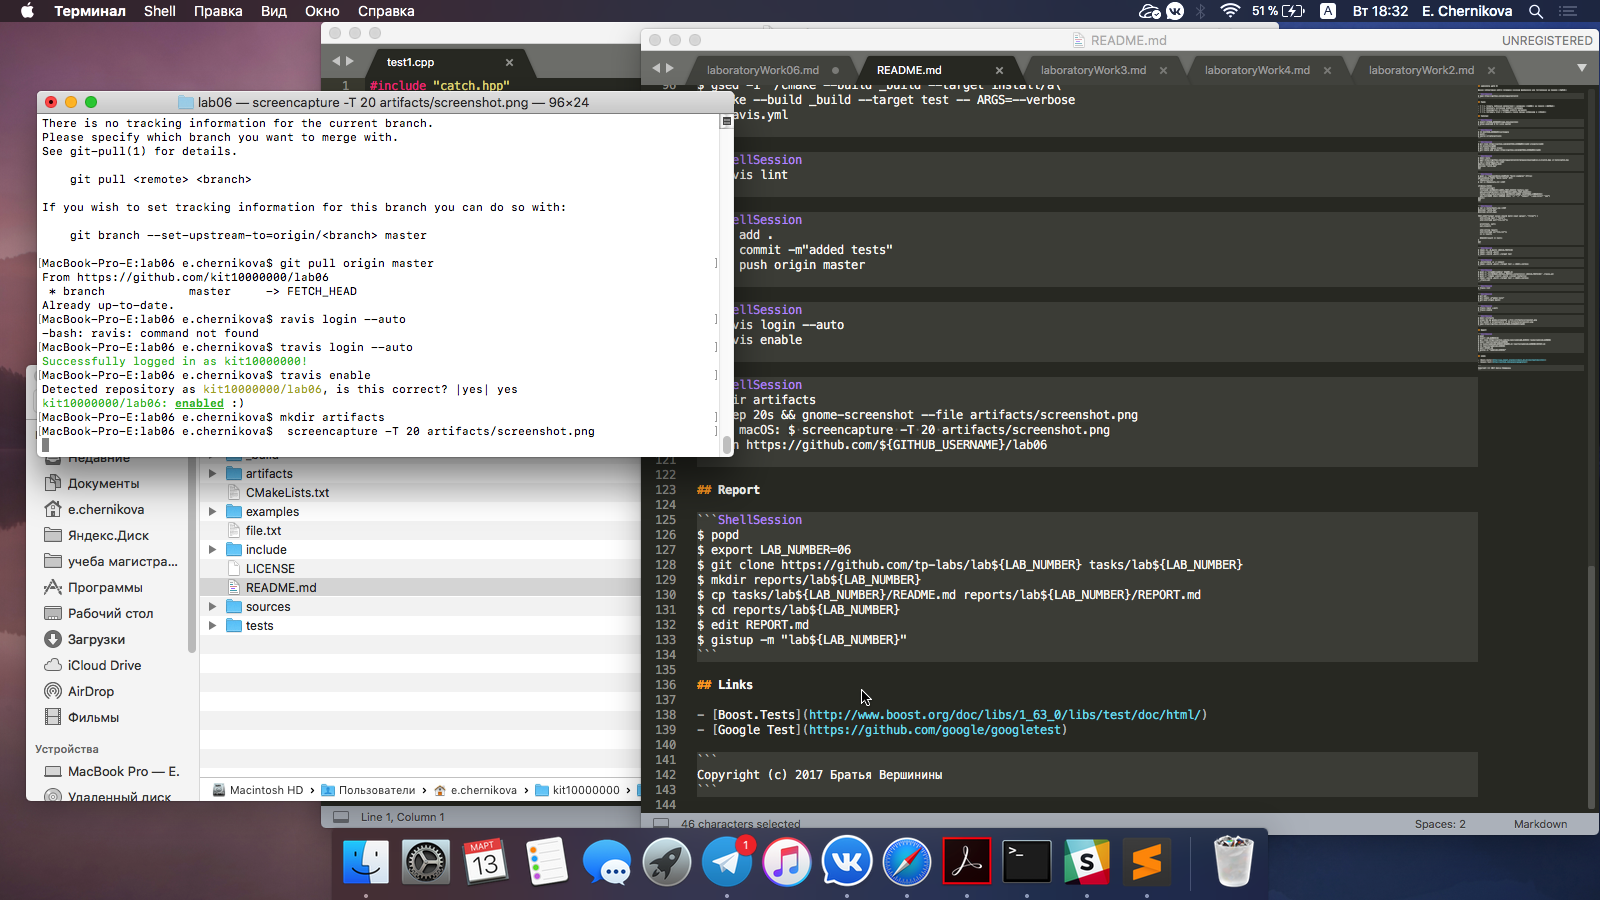 Терминал Shell Правка Вид Окно Справка
51 % A Вт 18:32 E. Chernikova
README.md UNREGISTERED
test1.cpp
1 #include "catch.hpp"
laboratoryWork06.md README.md laboratoryWork3.md laboratoryWork4.md laboratoryWork2.md
lab06 — screencapture -T 20 artifacts/screenshot.png — 96×24
There is no tracking information for the current branch.
Please specify which branch you want to merge with.
See git-pull(1) for details.
git pull <remote> <branch>
If you wish to set tracking information for this branch you can do so with:
git branch --set-upstream-to=origin/<branch> master
[MacBook-Pro-E:lab06 e.chernikova$ git pull origin master ]
From https://github.com/kit10000000/lab06
* branch master -> FETCH_HEAD
Already up-to-date.
[MacBook-Pro-E:lab06 e.chernikova$ ravis login --auto ]
-bash: ravis: command not found
[MacBook-Pro-E:lab06 e.chernikova$ travis login --auto ]
Successfully logged in as kit10000000!
[MacBook-Pro-E:lab06 e.chernikova$ travis enable ]
Detected repository as kit10000000/lab06, is this correct? |yes| yes
kit10000000/lab06: enabled :)
[MacBook-Pro-E:lab06 e.chernikova$ mkdir artifacts ]
[MacBook-Pro-E:lab06 e.chernikova$  screencapture -T 20 artifacts/screenshot.png ]
ke --build _build --target test -- ARGS=--verbose
avis.yml
ellSession
vis lint
ellSession
add .
commit -m"added tests"
push origin master
ellSession
vis login --auto
vis enable
ellSession
ir artifacts
ep 20s && gnome-screenshot --file artifacts/screenshot.png
macOS: $ screencapture -T 20 artifacts/screenshot.png
n https://github.com/${GITHUB_USERNAME}/lab06
121
122
123 ## Report
124
125 ```ShellSession
126 $ popd
127 $ export LAB_NUMBER=06
128 $ git clone https://github.com/tp-labs/lab${LAB_NUMBER} tasks/lab${LAB_NUMBER}
129 $ mkdir reports/lab${LAB_NUMBER}
130 $ cp tasks/lab${LAB_NUMBER}/README.md reports/lab${LAB_NUMBER}/REPORT.md
131 $ cd reports/lab${LAB_NUMBER}
132 $ edit REPORT.md
133 $ gistup -m "lab${LAB_NUMBER}"
134 ```
135
136 ## Links
137
138 - [Boost.Tests](http://www.boost.org/doc/libs/1_63_0/libs/test/doc/html/)
139 - [Google Test](https://github.com/google/googletest)
140
141 ```
142 Copyright (c) 2017 Братья Вершинины
143 ```
144
46 characters selected Spaces: 2 Markdown
Недавние
Документы
e.chernikova
Яндекс.Диск
учеба магистра...
Программы
Рабочий стол
Загрузки
iCloud Drive
AirDrop
Фильмы
Устройства
MacBook Pro — E.
Удаленный диск
_build
artifacts
CMakeLists.txt
examples
file.txt
include
LICENSE
README.md
sources
tests
Macintosh HD › Пользователи › e.chernikova › kit10000000 ›
Line 1, Column 1
МАРТ
13
1
>_
S